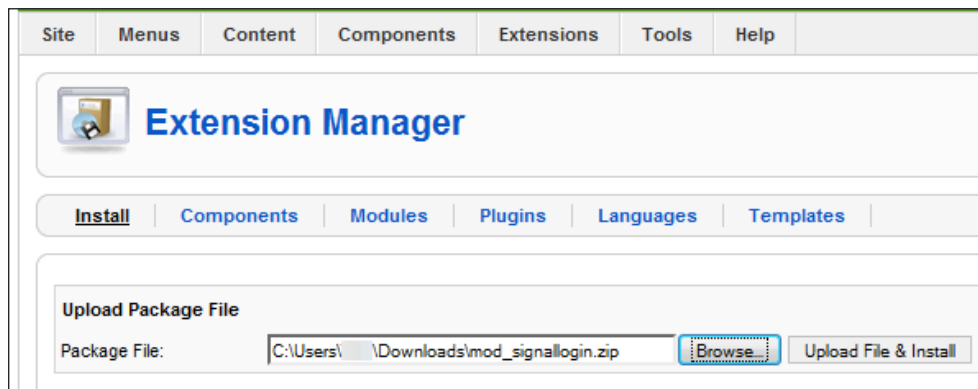 Site Menus Content Components Extensions Tools Help
Extension Manager
Install Components Modules Plugins Languages Templates
Upload Package File
Package File: C:\Users\ \Downloads\mod_signallogin.zip Browse... Upload File & Install